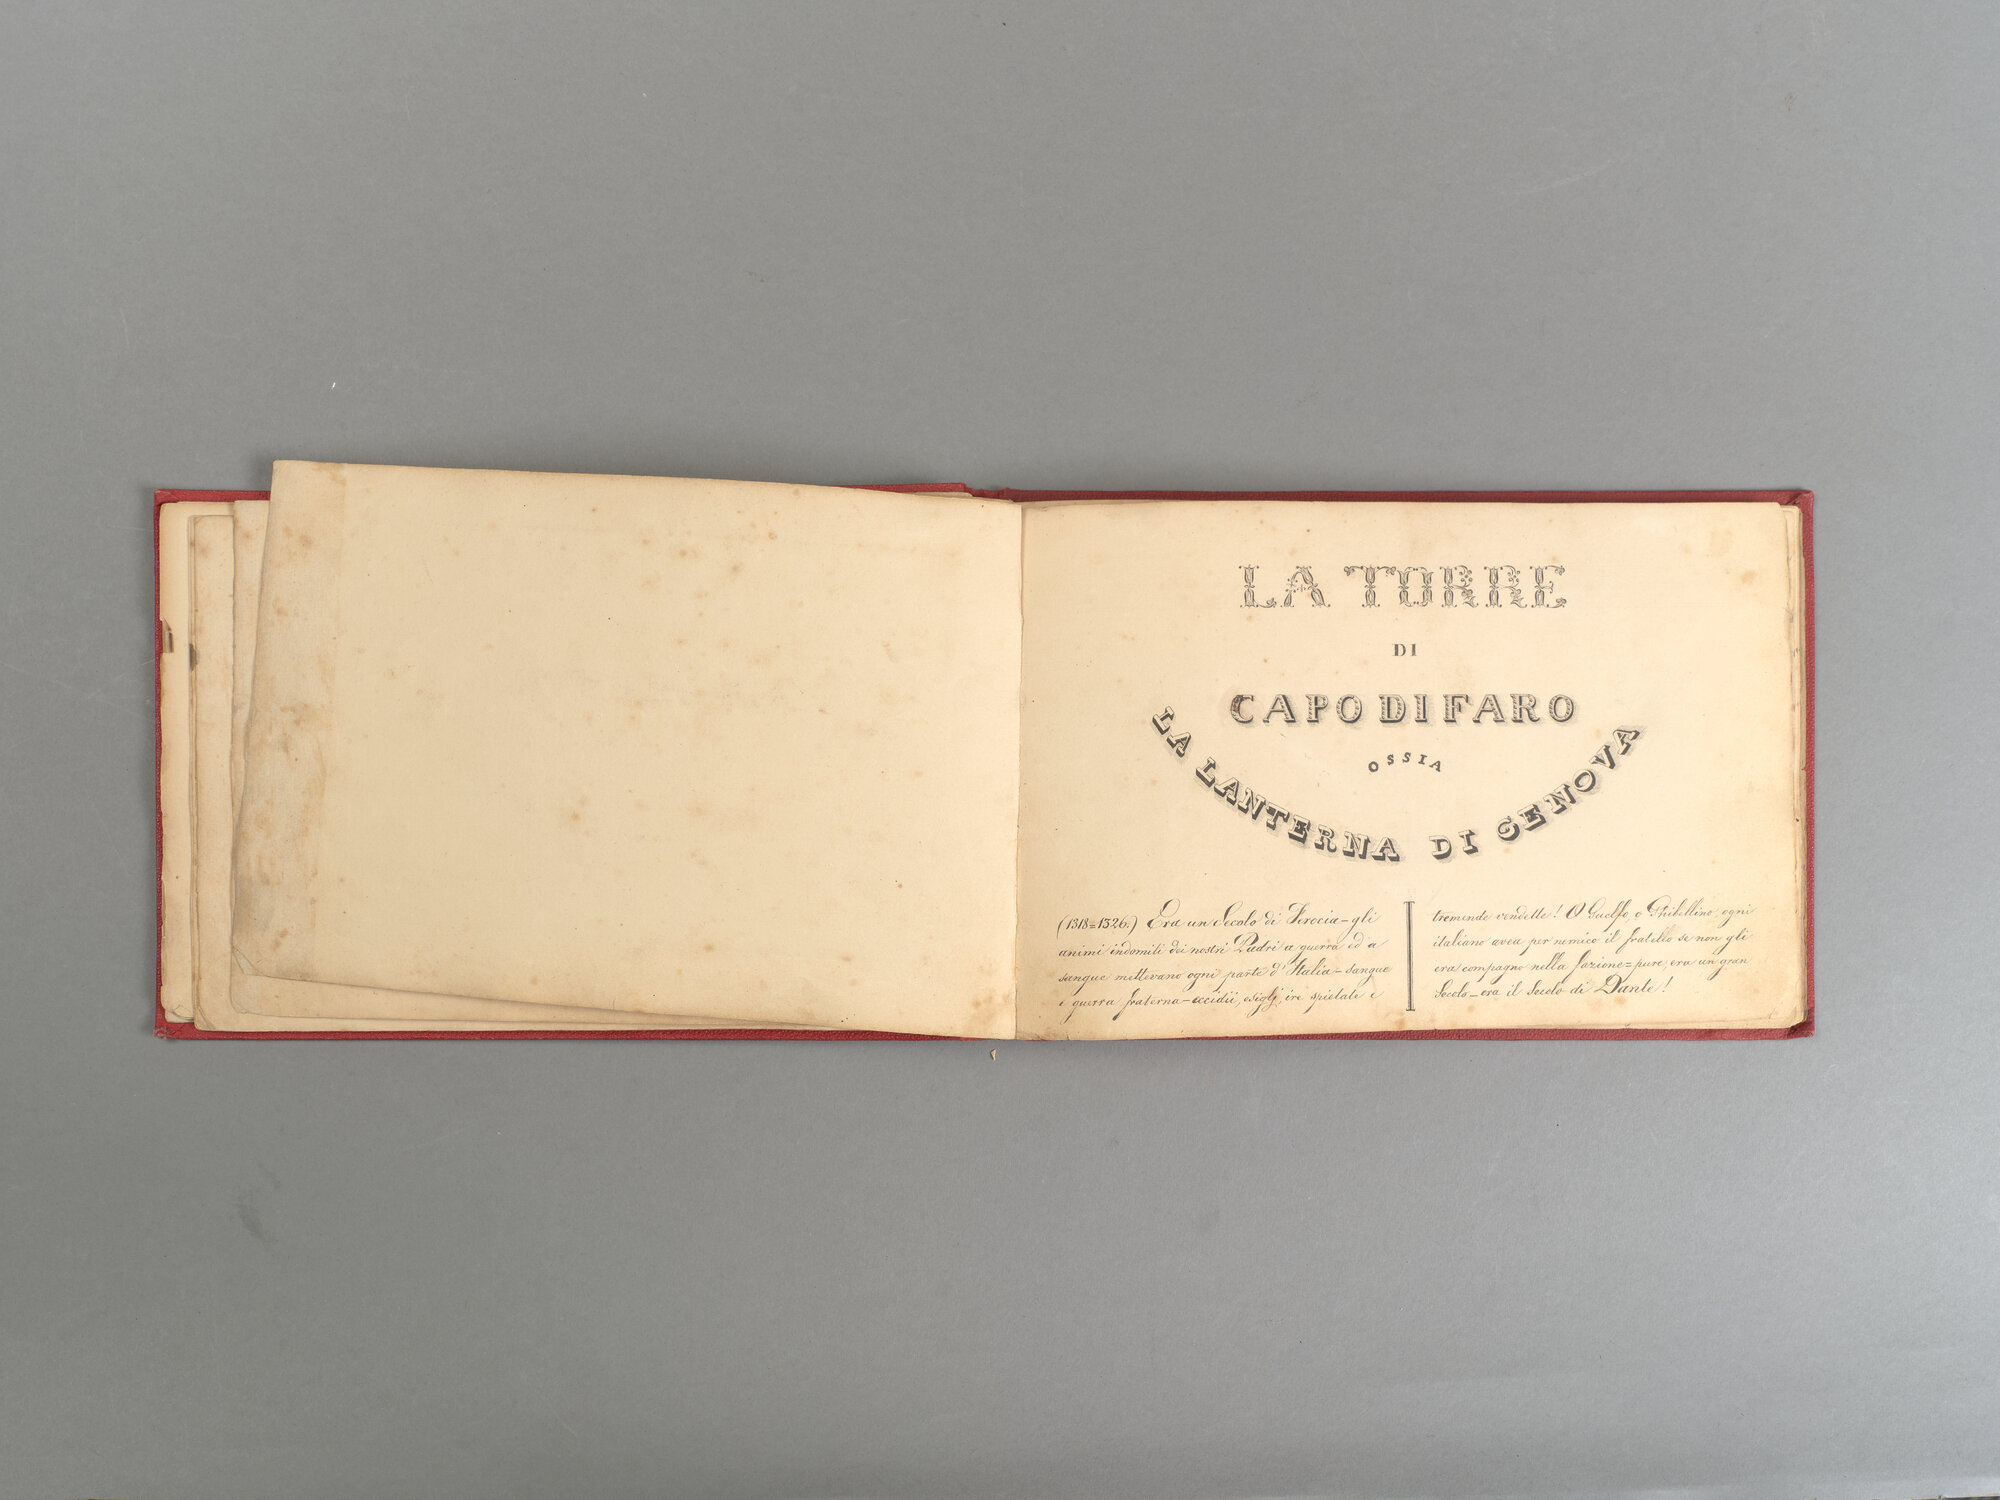 LA TORRE
DI
CAPO DI FARO
OSSIA
LA LANTERNA DI GENOVA
(1318=1326.) Era un Secolo di Ferocia-gli
animi indomiti dei nostri Padri a guerra ed a
sangue mettevano ogni parte d'Italia-sangue
e guerra fraterna-eccidii, esiglj, ire spietate e
tremende vendette! O Guelfo, o Ghibellino, ogni
italiano avea per nemico il fratello se non gli
era compagno nella fazione=pure, era un gran
Secolo-era il Secolo di Dante!